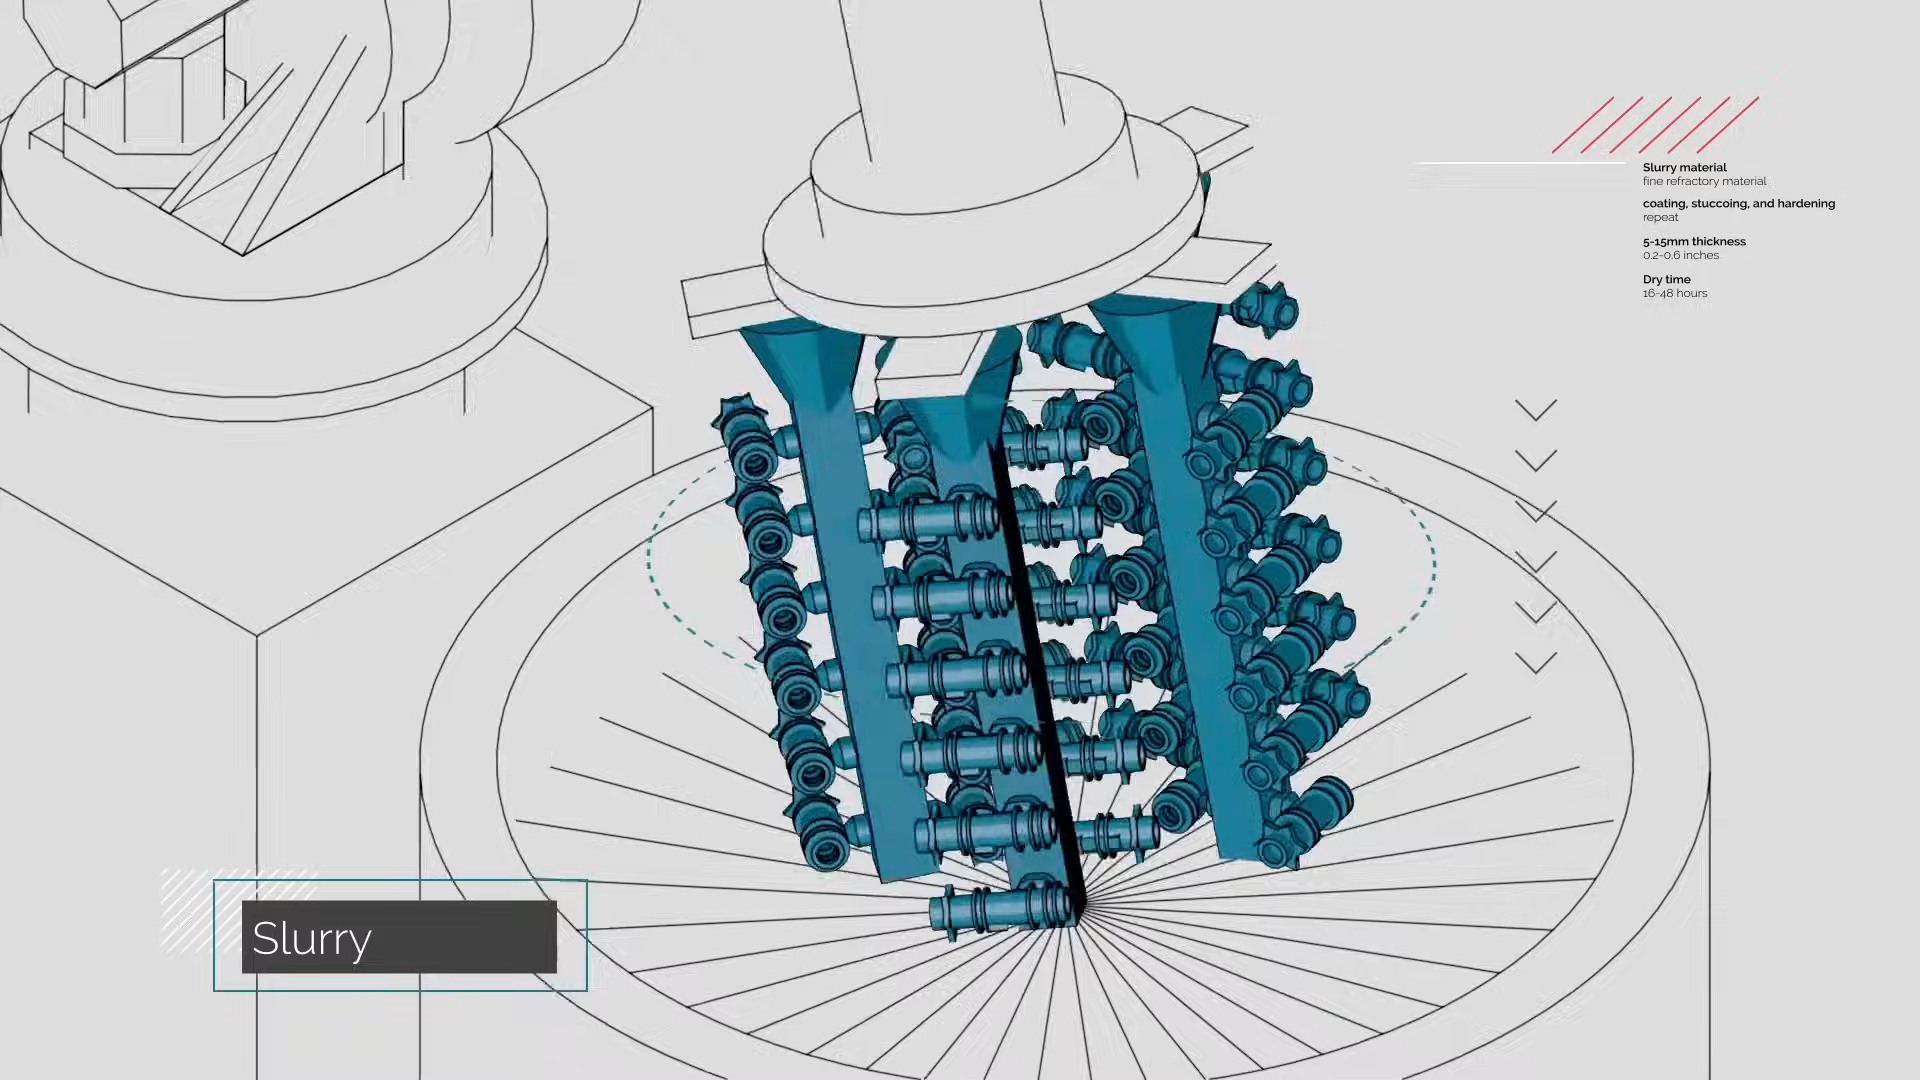 Slurry material
fine refractory material
coating, stuccoing, and hardening
repeat
5-15mm thickness
0.2-0.6 inches
Dry time
16-48 hours
Slurry